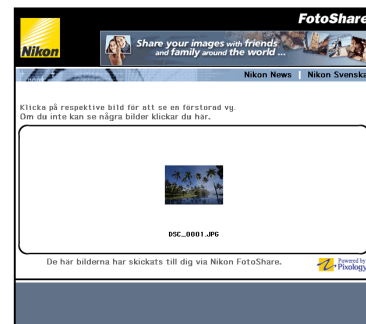 FotoShare
Nikon
Share your images with friends
and family around the world ...
Nikon News | Nikon Svenska
Klicka på respektive bild för att se en förstorad vy.
Om du inte kan se några bilder klickar du här.
DSC_0001.JPG
De här bilderna har skickats till dig via Nikon FotoShare.
Powered by
Pixology